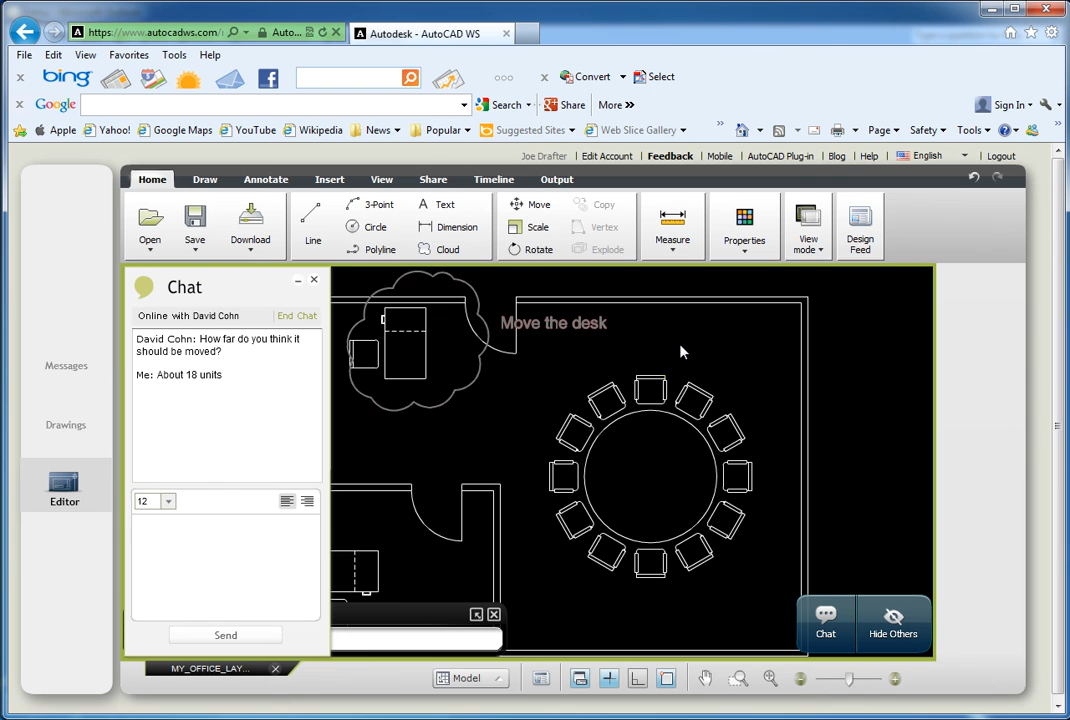 https://www.autocadws.com/
Auto...
Autodesk - AutoCAD WS
File Edit View Favorites Tools Help
bing Convert Select
Google Search Share More » Sign In
Apple Yahoo! Google Maps YouTube Wikipedia News Popular Suggested Sites Web Slice Gallery » Page Safety Tools »
Joe Drafter Edit Account Feedback Mobile AutoCAD Plug-in Blog Help English Logout
Home Draw Annotate Insert View Share Timeline Output
3-Point Text Move Copy
Circle Dimension Scale Vertex
Polyline Cloud Rotate Explode
Open Save Download Line Measure Properties View mode Design Feed
Chat
Online with David Cohn End Chat
David Cohn: How far do you think it
should be moved?
Me: About 18 units
12
Send
Messages
Drawings
Editor
Move the desk
Chat Hide Others
MY_OFFICE_LAY...
Model